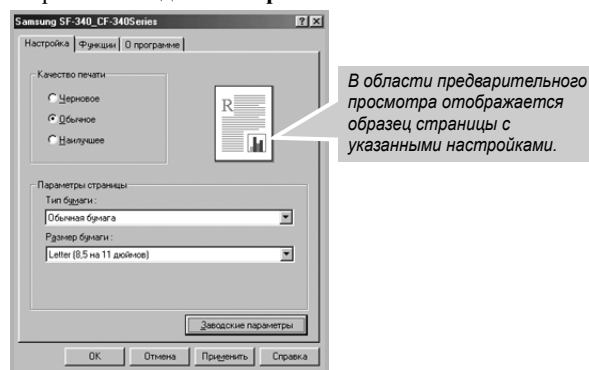 Samsung SF-340_CF-340Series
Настройка Функции О программе
Качество печати
Черновое
Обычное
Наилучшее
R
В области предварительного
просмотра отображается
образец страницы с
указанными настройками.
Параметры страницы
Тип бумаги :
Обычная бумага
Размер бумаги :
Letter (8,5 на 11 дюймов)
Заводские параметры
OK Отмена Применить Справка